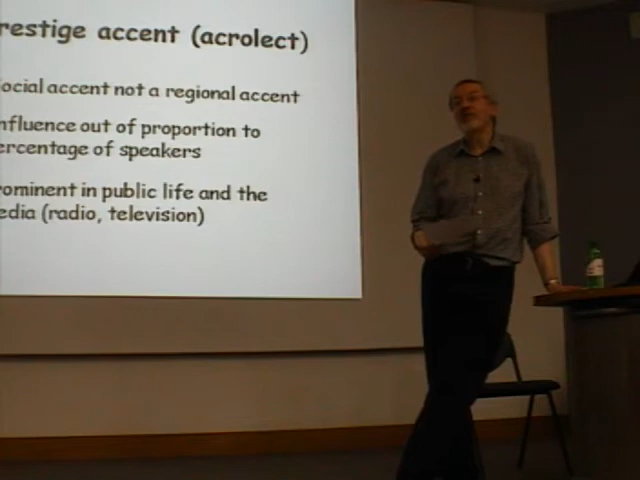 restige accent (acrolect)
ocial accent not a regional accent
nfluence out of proportion to
ercentage of speakers
rominent in public life and the
edia (radio, television)